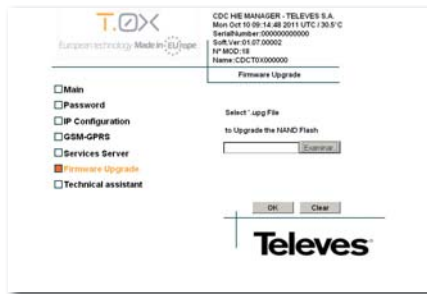 T.OX
European technology Made in EUrope
CDC H/E MANAGER - TELEVES S.A.
Mon Oct 10 09:14:48 2011 UTC / 30.5°C
SerialNumber:000000000000
Soft.Ver:01.07.00002
Nº MOD:18
Name:CDCT0X000000
Firmware Upgrade
Main
Password
IP Configuration
GSM-GPRS
Services Server
Firmware Upgrade
Technical assistant
Select *.upg File
to Upgrade the NAND Flash
Examinar...
OK
Clear
Televes